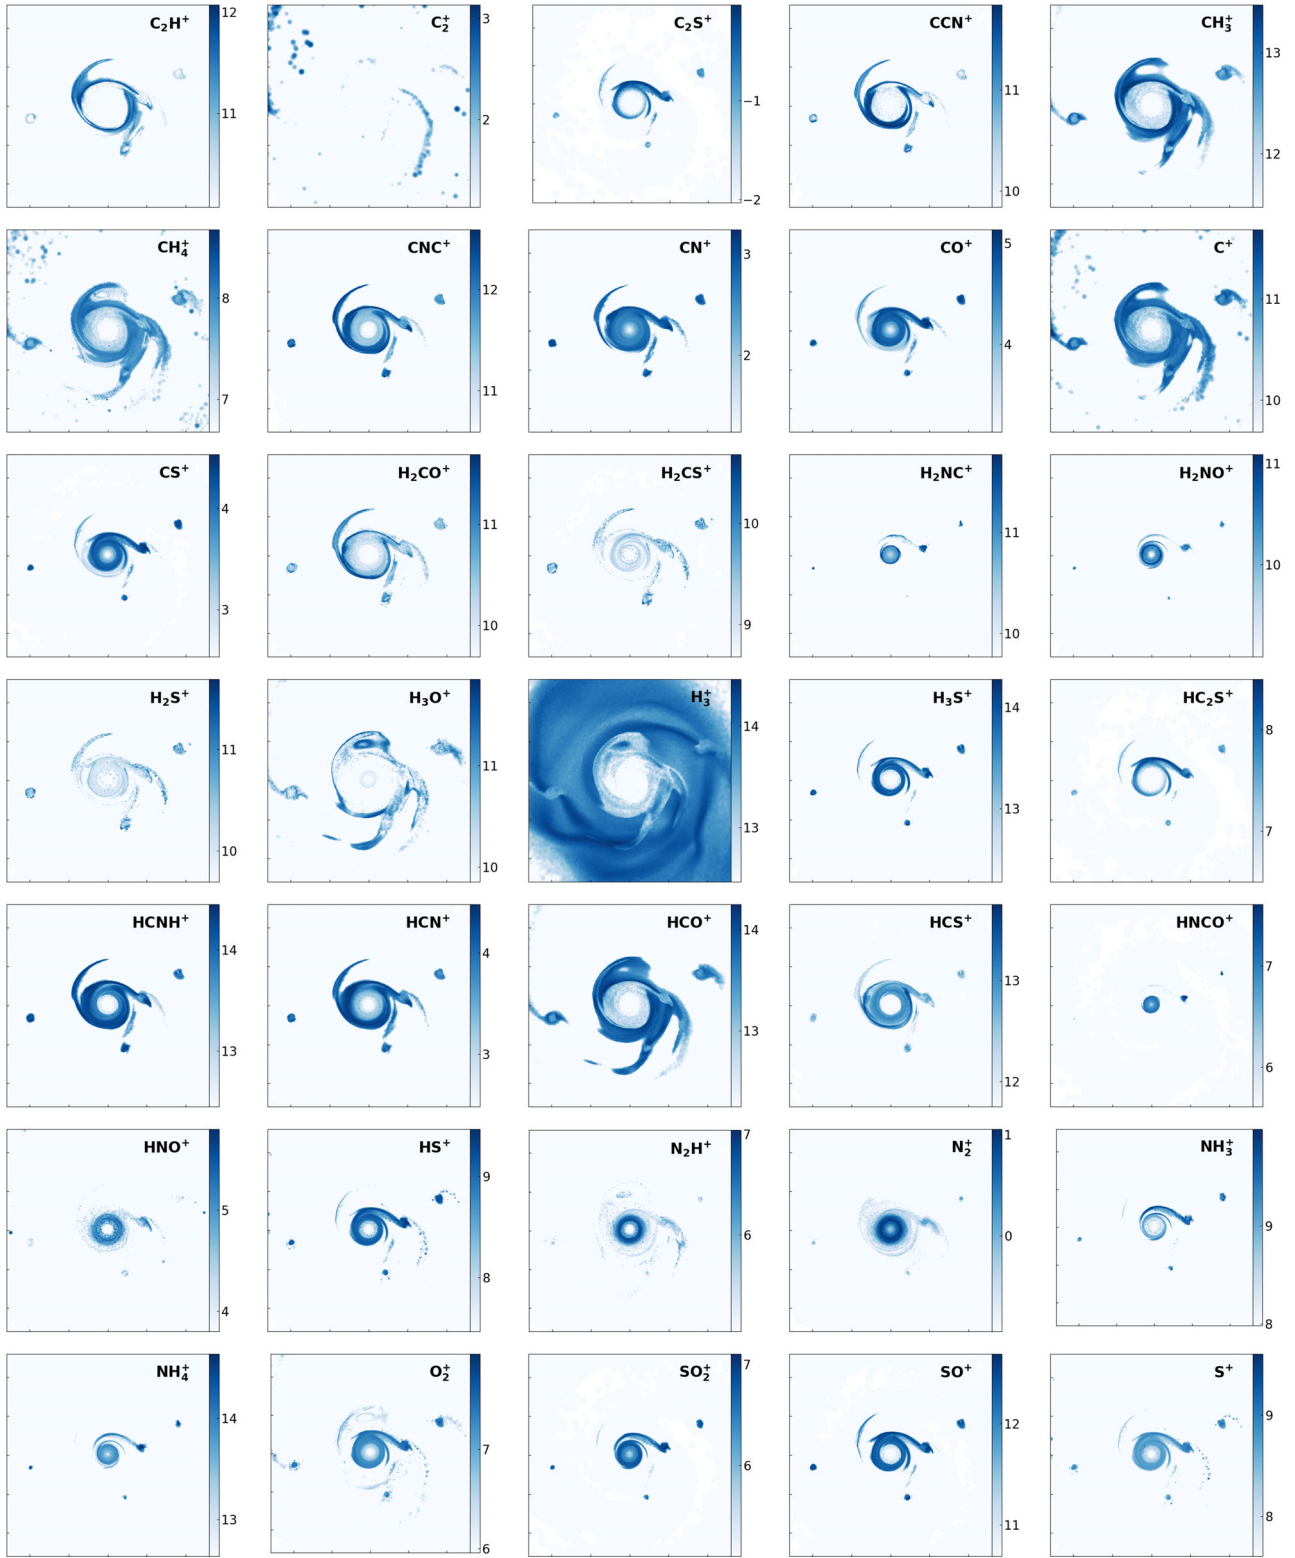 C₂H⁺ 12 11
C₂⁺ 3 2
C₂S⁺ −1 −2
CCN⁺ 11 10
CH₃⁺ 13 12
CH₄⁺ 8 7
CNC⁺ 12 11
CN⁺ 3 2
CO⁺ 5 4
C⁺ 11 10
CS⁺ 4 3
H₂CO⁺ 11 10
H₂CS⁺ 10 9
H₂NC⁺ 11 10
H₂NO⁺ 11 10
H₂S⁺ 11 10
H₃O⁺ 11 10
H₃⁺ 14 13
H₃S⁺ 14 13
HC₂S⁺ 8 7
HCNH⁺ 14 13
HCN⁺ 4 3
HCO⁺ 14 13
HCS⁺ 13 12
HNCO⁺ 7 6
HNO⁺ 5 4
HS⁺ 9 8
N₂H⁺ 7 6
N₂⁺ 1 0
NH₃⁺ 9 8
NH₄⁺ 14 13
O₂⁺ 7 6
SO₂⁺ 7 6
SO⁺ 12 11
S⁺ 9 8